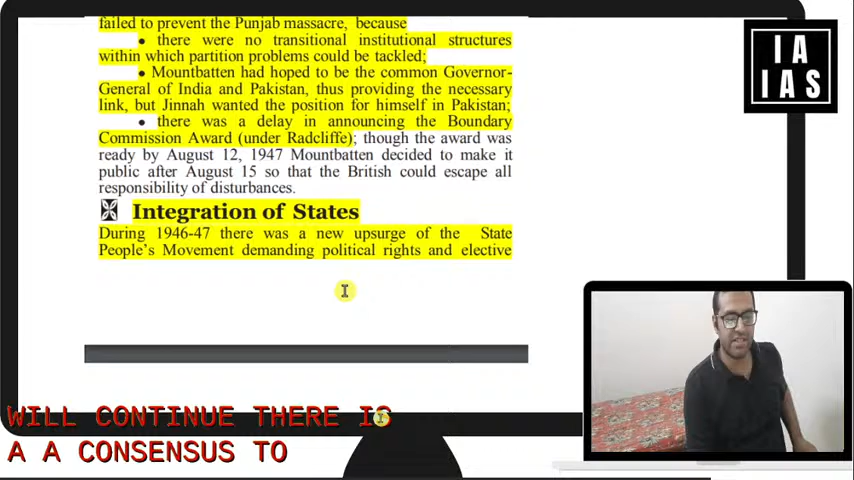 failed to prevent the Punjab massacre, because
• there were no transitional institutional structures
within which partition problems could be tackled;
• Mountbatten had hoped to be the common Governor-
General of India and Pakistan, thus providing the necessary
link, but Jinnah wanted the position for himself in Pakistan;
• there was a delay in announcing the Boundary
Commission Award (under Radcliffe); though the award was
ready by August 12, 1947 Mountbatten decided to make it
public after August 15 so that the British could escape all
responsibility of disturbances.
Integration of States
During 1946-47 there was a new upsurge of the State
People's Movement demanding political rights and elective
IA
IAS
WILL CONTINUE THERE IS
A A CONSENSUS TO